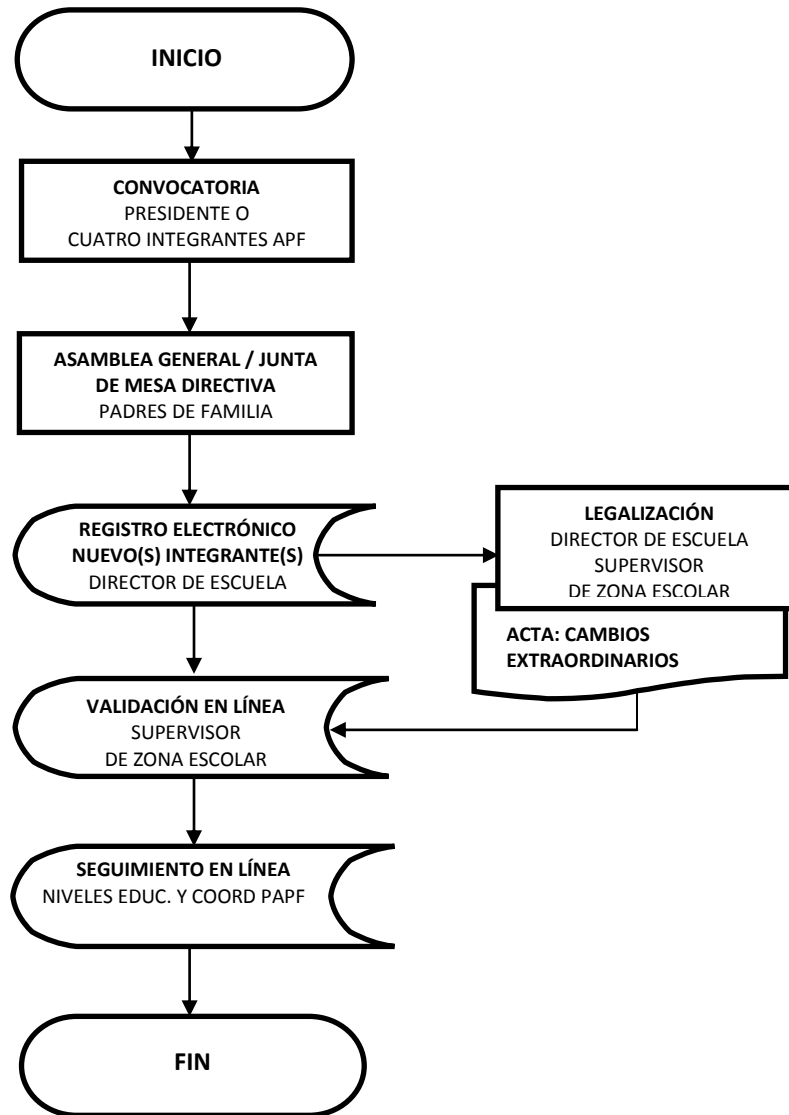 INICIO
CONVOCATORIA
PRESIDENTE O
CUATRO INTEGRANTES APF
ASAMBLEA GENERAL / JUNTA
DE MESA DIRECTIVA
PADRES DE FAMILIA
REGISTRO ELECTRÓNICO
NUEVO(S) INTEGRANTE(S)
DIRECTOR DE ESCUELA
LEGALIZACIÓN
DIRECTOR DE ESCUELA
SUPERVISOR
DE ZONA ESCOLAR
ACTA: CAMBIOS
EXTRAORDINARIOS
VALIDACIÓN EN LÍNEA
SUPERVISOR
DE ZONA ESCOLAR
SEGUIMIENTO EN LÍNEA
NIVELES EDUC. Y COORD PAPF
FIN